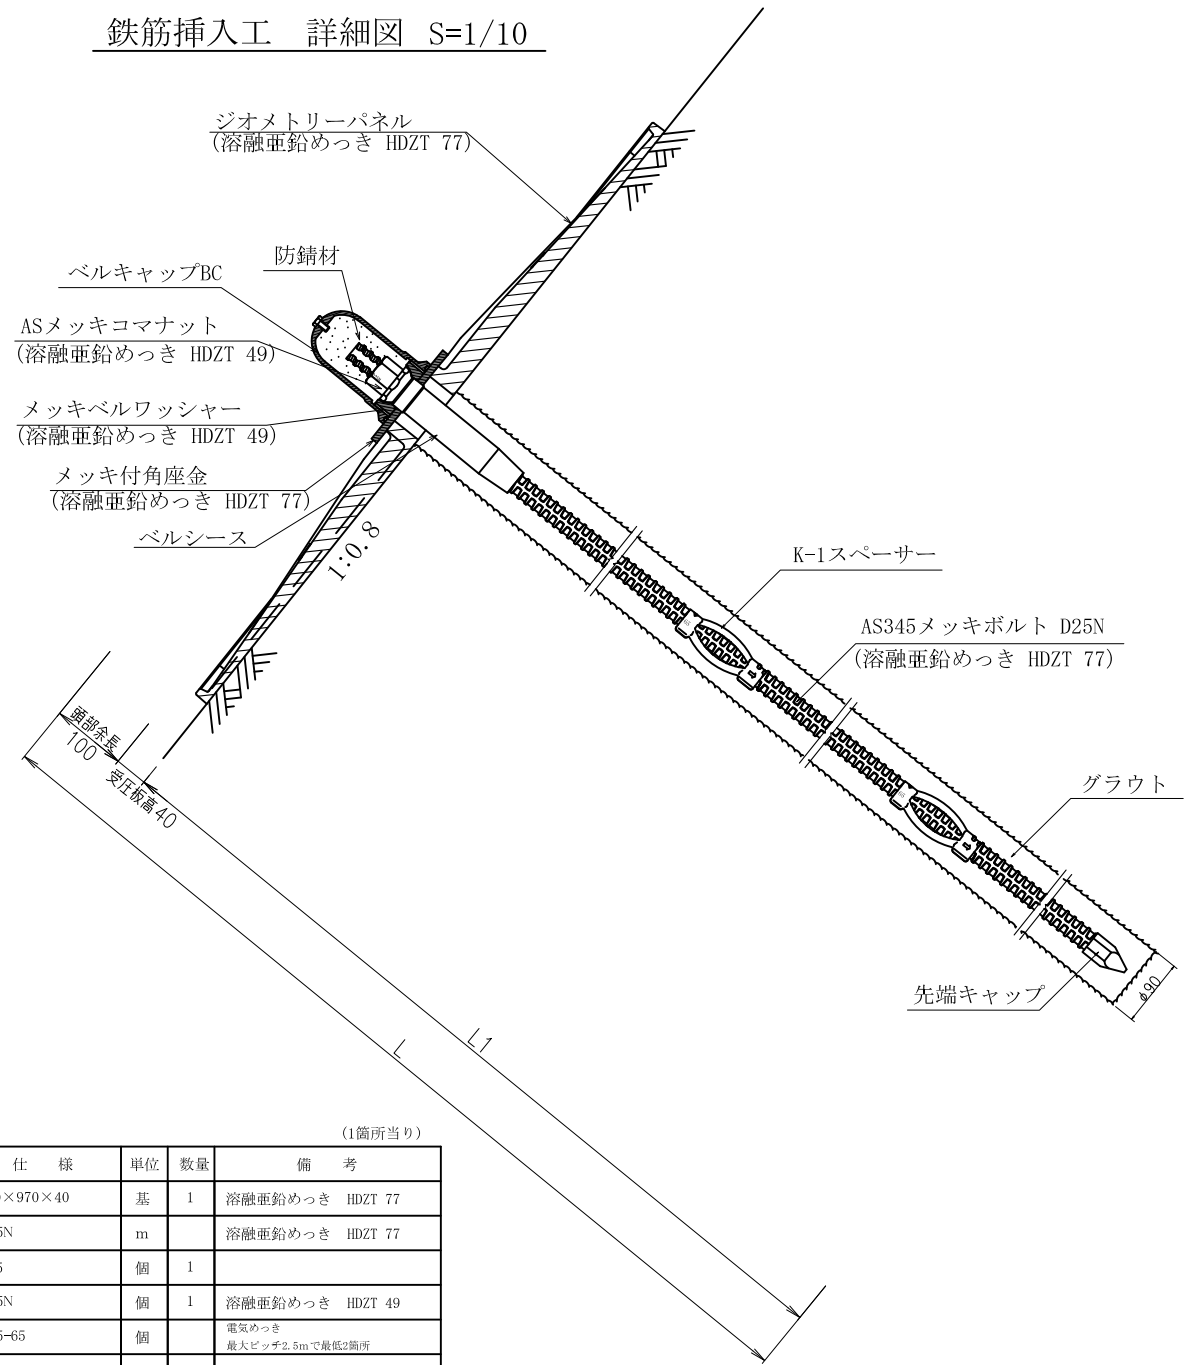 鉄筋挿入工　詳細図 S=1/10
ジオメトリーパネル
(溶融亜鉛めっき HDZT 77)
防錆材
ベルキャップBC
ASメッキコマナット
(溶融亜鉛めっき HDZT 49)
メッキベルワッシャー
(溶融亜鉛めっき HDZT 49)
メッキ付角座金
(溶融亜鉛めっき HDZT 77)
ベルシース
1:0.8
K-1スペーサー
AS345メッキボルト D25N
(溶融亜鉛めっき HDZT 77)
頭部余長
100
受圧板高40
グラウト
先端キャップ
φ90
L1
L
(1箇所当り)
仕　様 単位 数量 備　考
×970×40 基 1 溶融亜鉛めっき HDZT 77
5N m 溶融亜鉛めっき HDZT 77
5 個 1
5N 個 1 溶融亜鉛めっき HDZT 49
5-65 個 電気めっき
最大ピッチ2.5mで最低2箇所